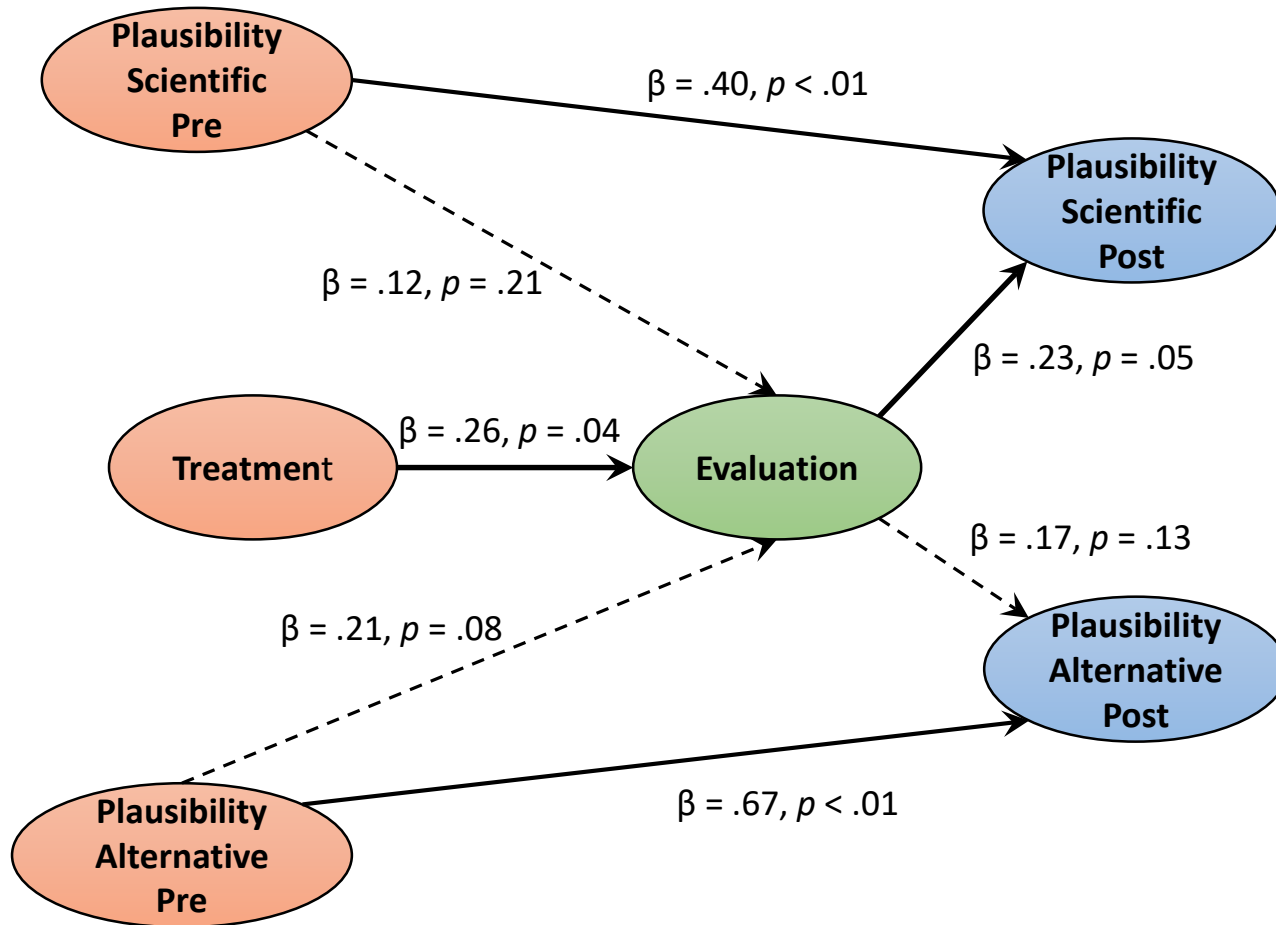 Plausibility
Scientific
Pre
β = .40, p < .01
Plausibility
Scientific
Post
β = .12, p = .21
β = .23, p = .05
Treatment
β = .26, p = .04
Evaluation
β = .17, p = .13
β = .21, p = .08
Plausibility
Alternative
Post
Plausibility
Alternative
Pre
β = .67, p < .01